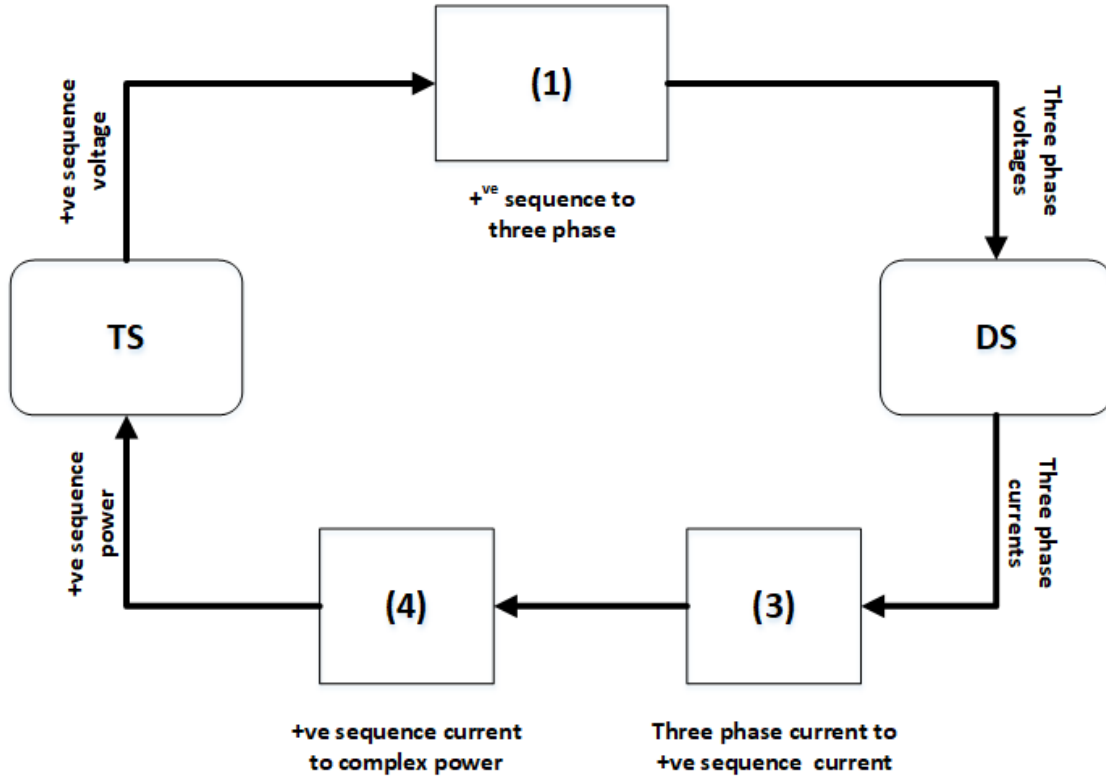 (1)
+ve sequence
voltage
Three phase
voltages
+ve sequence to
three phase
TS
DS
+ve sequence
power
Three phase
currents
(4)
(3)
+ve sequence current
to complex power
Three phase current to
+ve sequence current